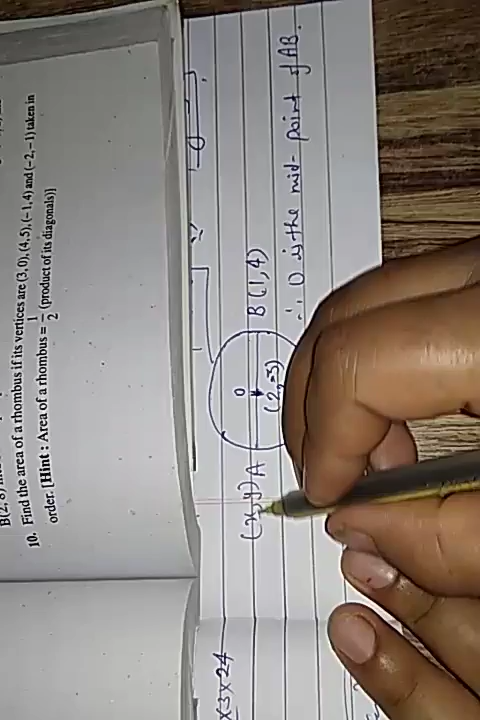 10. Find the area of a rhombus if its vertices are (3, 0), (4, 5), (-1, 4) and (-2, -1) taken in
order. [Hint : Area of a rhombus = 1/2 (product of its diagonals)]
(x,y) A
O
(2,-3)
B(1,4)
∴ O is the mid-point of AB.
x3x24